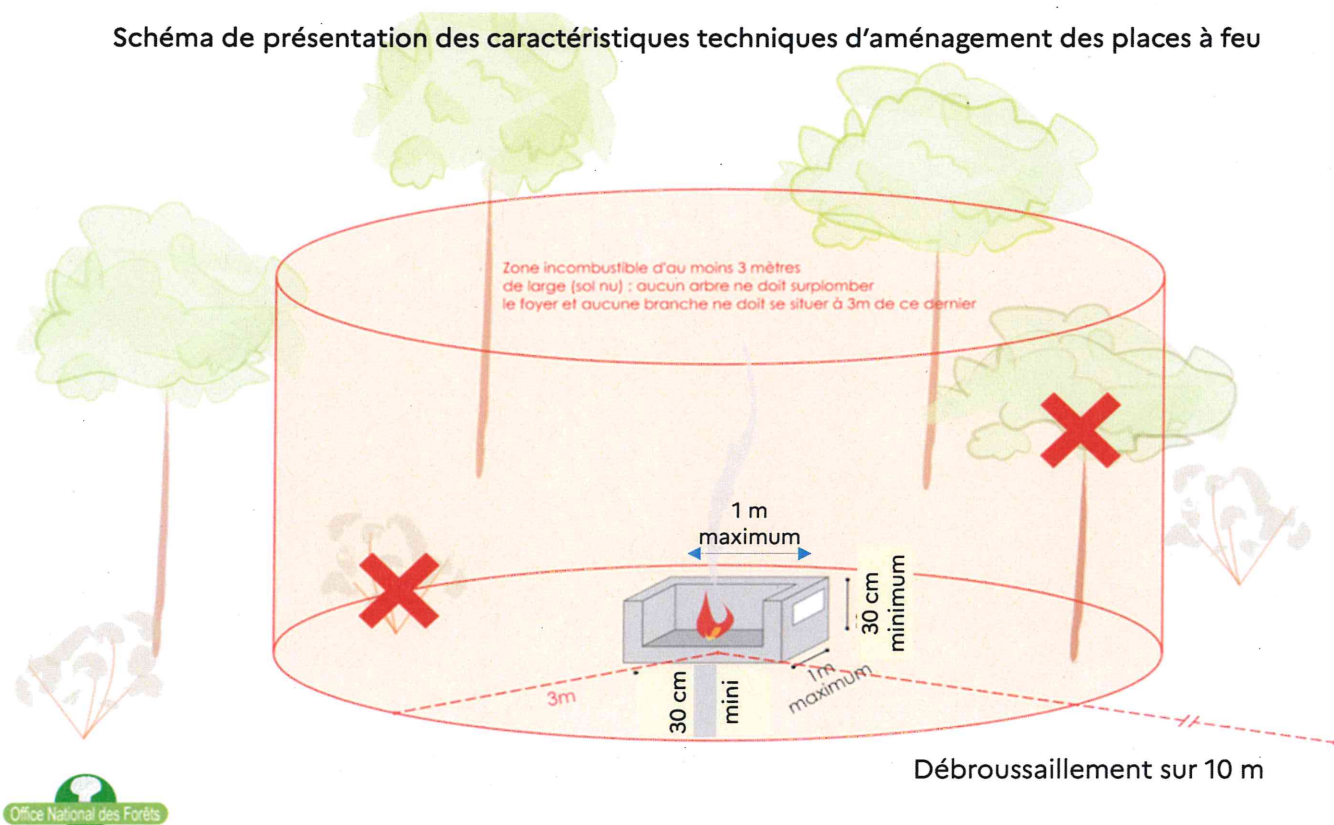 Schéma de présentation des caractéristiques techniques d'aménagement des places à feu
Zone incombustible d'au moins 3 mètres
de large (sol nu) : aucun arbre ne doit surplomber
le foyer et aucune branche ne doit se situer à 3m de ce dernier
1 m
maximum
30 cm
minimum
1m
maximum
3m
30 cm
mini
Débroussaillement sur 10 m
Office National des Forêts